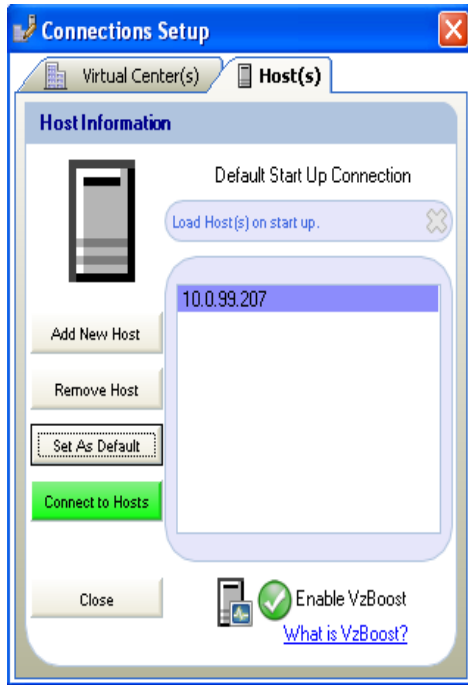 Connections Setup
Virtual Center(s)
Host(s)
Host Information
Default Start Up Connection
Load Host(s) on start up.
10.0.99.207
Add New Host
Remove Host
Set As Default
Connect to Hosts
Close
Enable VzBoost
What is VzBoost?